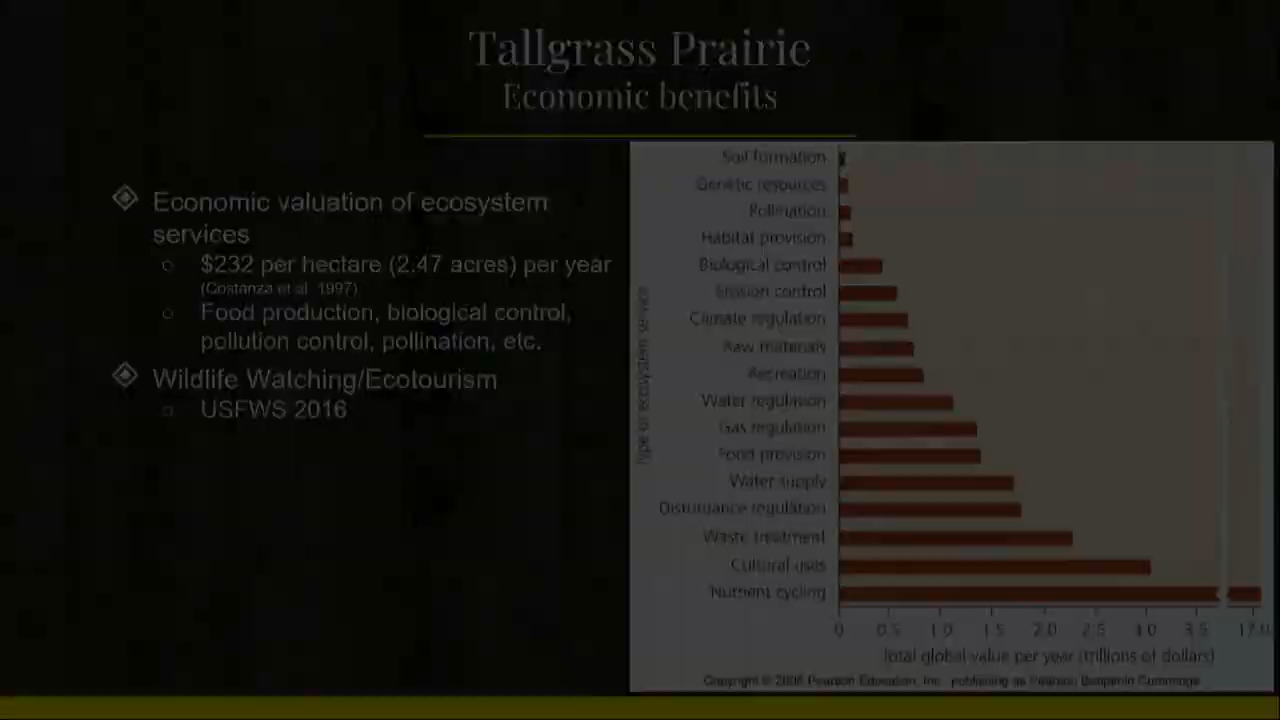 Tallgrass Prairie
Economic benefits
Economic valuation of ecosystem
services
$232 per hectare (2.47 acres) per year
(Costanza et al. 1997)
Food production, biological control,
pollution control, pollination, etc.
Wildlife Watching/Ecotourism
USFWS 2016
Type of ecosystem service
Soil formation
Genetic resources
Pollination
Habitat provision
Biological control
Erosion control
Climate regulation
Raw materials
Recreation
Water regulation
Gas regulation
Food provision
Water supply
Disturbance regulation
Waste treatment
Cultural uses
Nutrient cycling
0 0.5 1.0 1.5 2.0 2.5 3.0 3.5 17.0
Total global value per year (trillions of dollars)
Copyright © 2008 Pearson Education, Inc., publishing as Pearson Benjamin Cummings